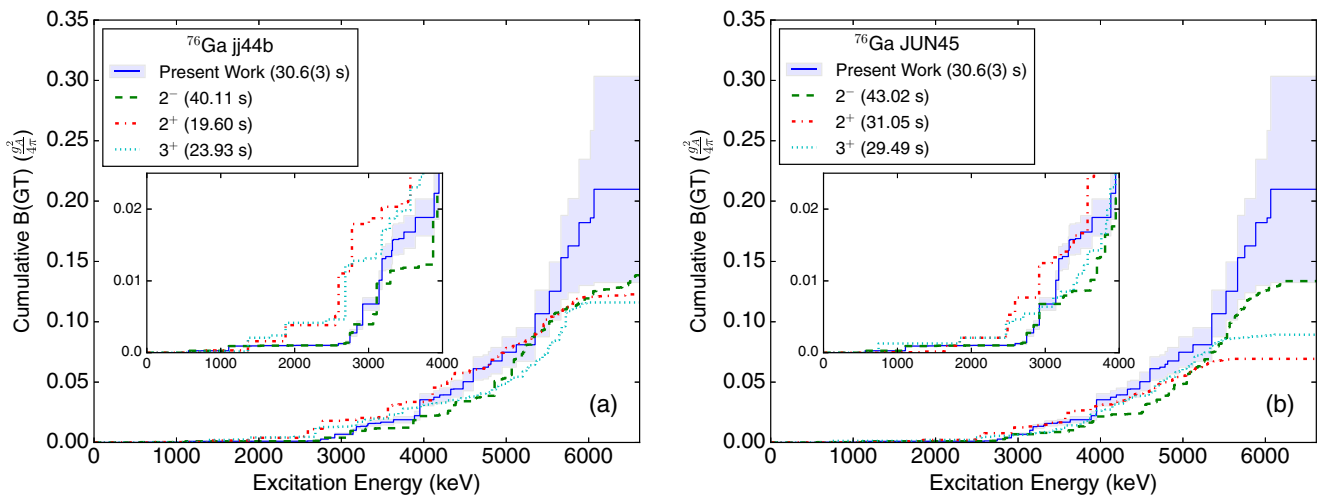 ⁷⁶Ga jj44b
Present Work (30.6(3) s)
2⁻ (40.11 s)
2⁺ (19.60 s)
3⁺ (23.93 s)
0.35
0.30
0.25
0.20
0.15
0.10
0.05
0.00
Cumulative B(GT) (g_A²/4π)
0.02
0.01
0.0
0 1000 2000 3000 4000
(a)
0 1000 2000 3000 4000 5000 6000
Excitation Energy (keV)
⁷⁶Ga JUN45
Present Work (30.6(3) s)
2⁻ (43.02 s)
2⁺ (31.05 s)
3⁺ (29.49 s)
0.35
0.30
0.25
0.20
0.15
0.10
0.05
0.00
Cumulative B(GT) (g_A²/4π)
0.02
0.01
0.0
0 1000 2000 3000 4000
(b)
0 1000 2000 3000 4000 5000 6000
Excitation Energy (keV)